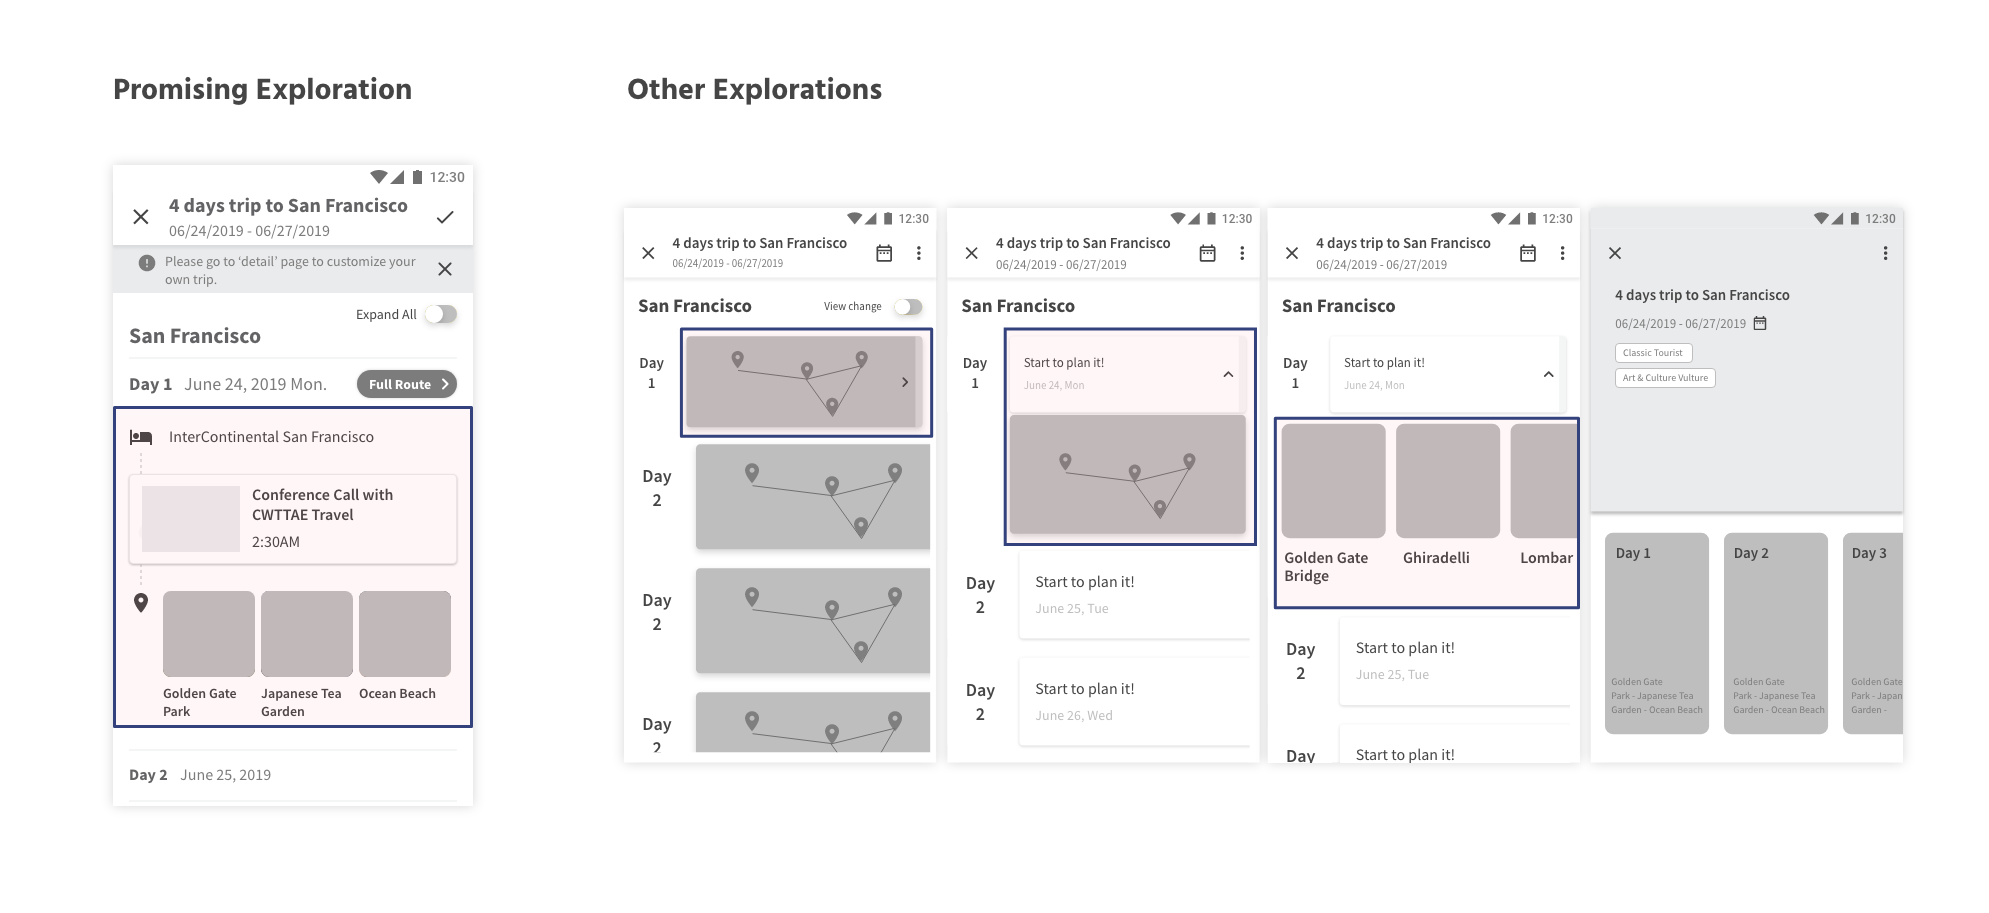 Promising Exploration
Other Explorations
12:30
4 days trip to San Francisco
06/24/2019 - 06/27/2019
Please go to ‘detail’ page to customize your
own trip.
Expand All
San Francisco
Day 1 June 24, 2019 Mon. Full Route
InterContinental San Francisco
Conference Call with
CWTTAE Travel
2:30AM
Golden Gate
Park
Japanese Tea
Garden
Ocean Beach
Day 2 June 25, 2019
12:30
4 days trip to San Francisco
06/24/2019 - 06/27/2019
San Francisco
View change
Day
1
Day
2
Day
2
Day
2
12:30
4 days trip to San Francisco
06/24/2019 - 06/27/2019
San Francisco
Day
1
Start to plan it!
June 24, Mon
Day
2
Start to plan it!
June 25, Tue
Day
2
Start to plan it!
June 26, Wed
12:30
4 days trip to San Francisco
06/24/2019 - 06/27/2019
San Francisco
Day
1
Start to plan it!
June 24, Mon
Golden Gate
Bridge
Ghiradelli
Lombar
Day
2
Start to plan it!
June 25, Tue
Day
Start to plan it!
12:30
4 days trip to San Francisco
06/24/2019 - 06/27/2019
Classic Tourist
Art & Culture Vulture
Day 1
Golden Gate
Park - Japanese Tea
Garden - Ocean Beach
Day 2
Golden Gate
Park - Japanese Tea
Garden - Ocean Beach
Day 3
Golden Gate
Park - Japan
Garden -